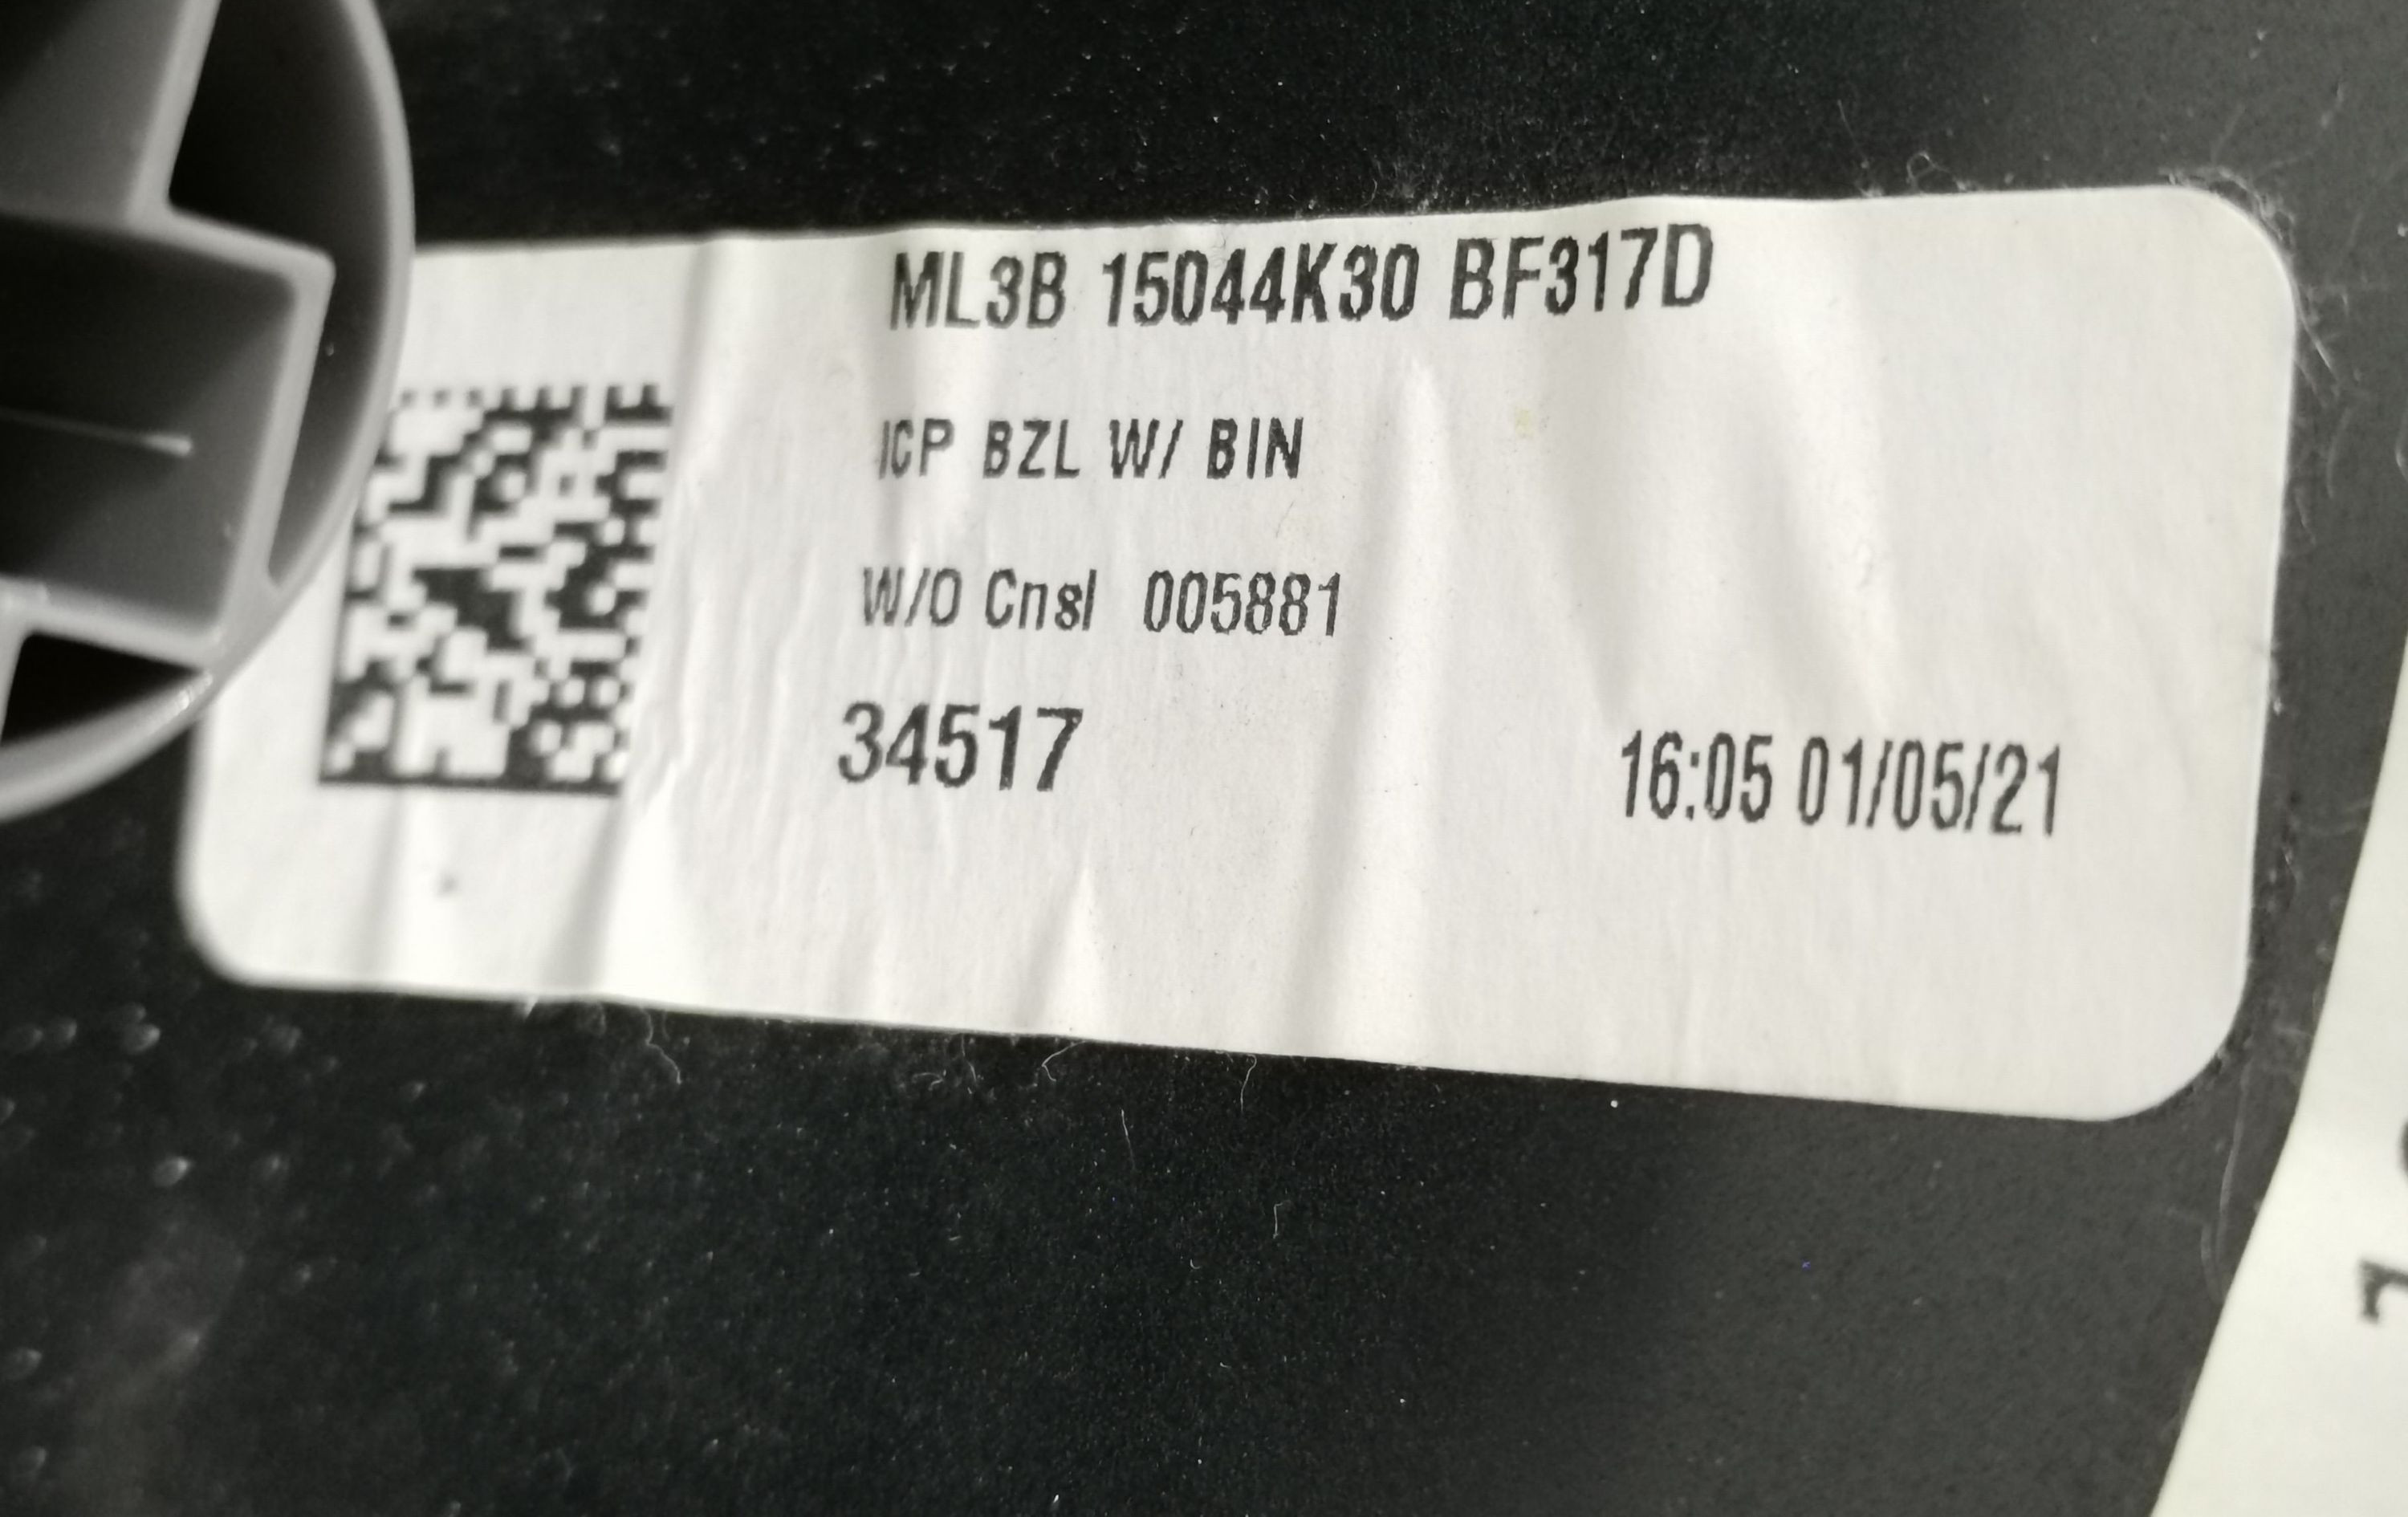 ML3B 15044K30 BF317D
ICP BZL W/ BIN
W/O Cnsl 005881
34517
16:05 01/05/21